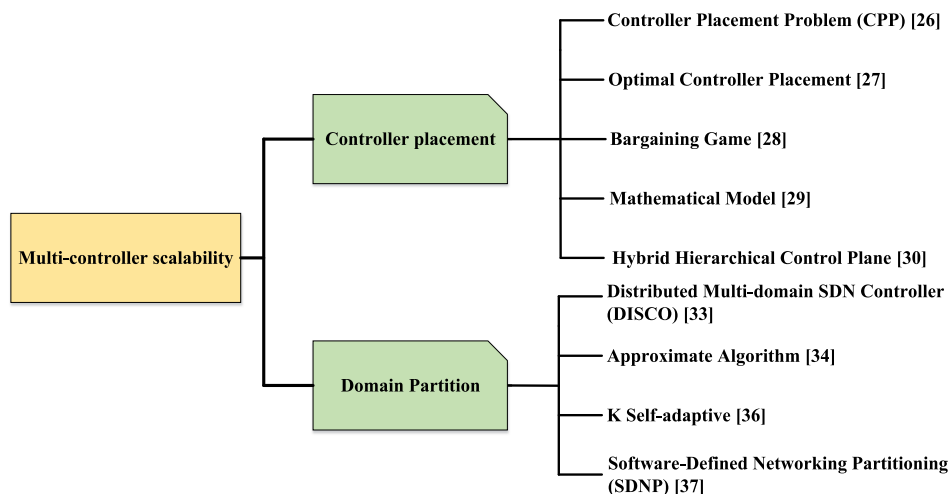 Controller Placement Problem (CPP) [26]
Optimal Controller Placement [27]
Controller placement
Bargaining Game [28]
Mathematical Model [29]
Multi-controller scalability
Hybrid Hierarchical Control Plane [30]
Distributed Multi-domain SDN Controller
(DISCO) [33]
Approximate Algorithm [34]
Domain Partition
K Self-adaptive [36]
Software-Defined Networking Partitioning
(SDNP) [37]